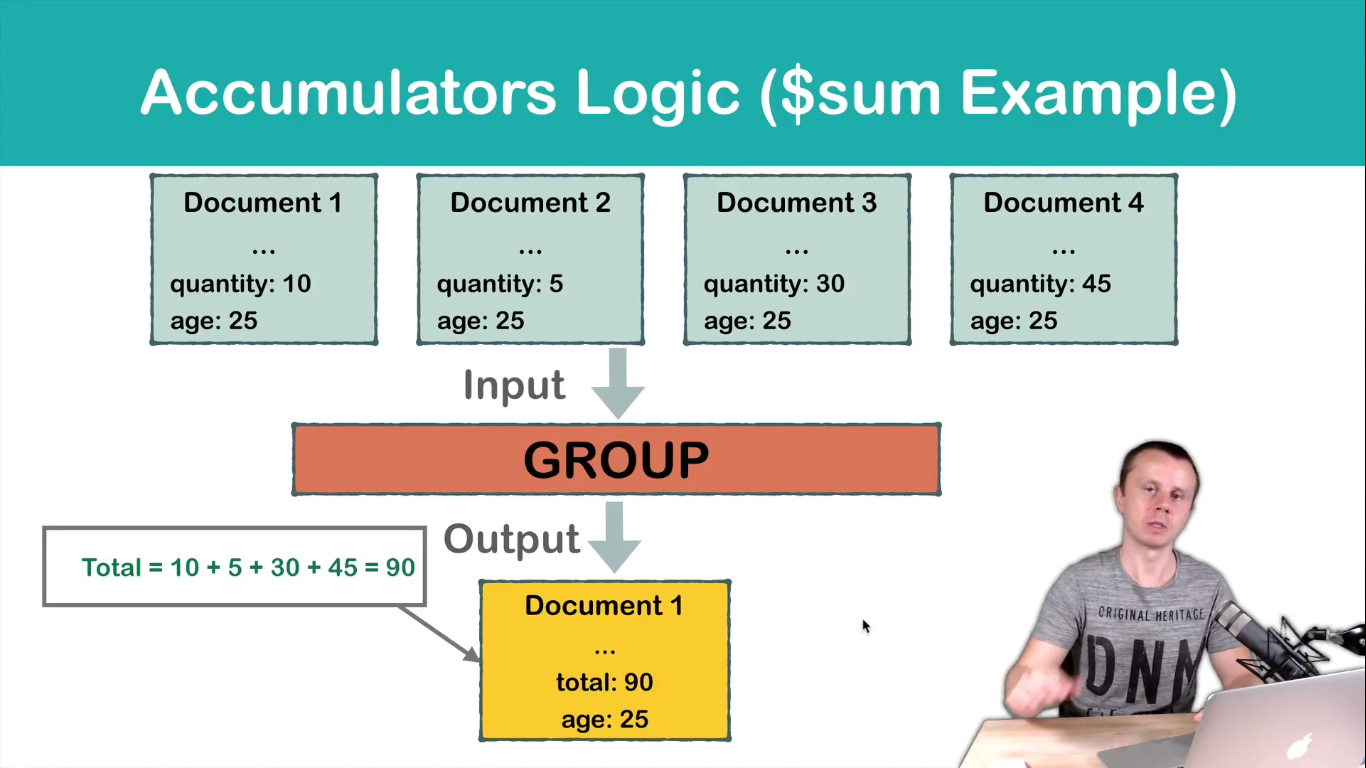 Accumulators Logic ($sum Example)
Document 1
...
quantity: 10
age: 25
Document 2
...
quantity: 5
age: 25
Document 3
...
quantity: 30
age: 25
Document 4
...
quantity: 45
age: 25
Input
GROUP
Output
Total = 10 + 5 + 30 + 45 = 90
Document 1
...
total: 90
age: 25
ORIGINAL HERITAGE
DNM